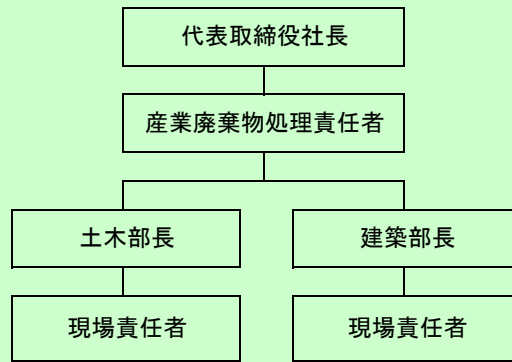 代表取締役社長
産業廃棄物処理責任者
土木部長
建築部長
現場責任者
現場責任者